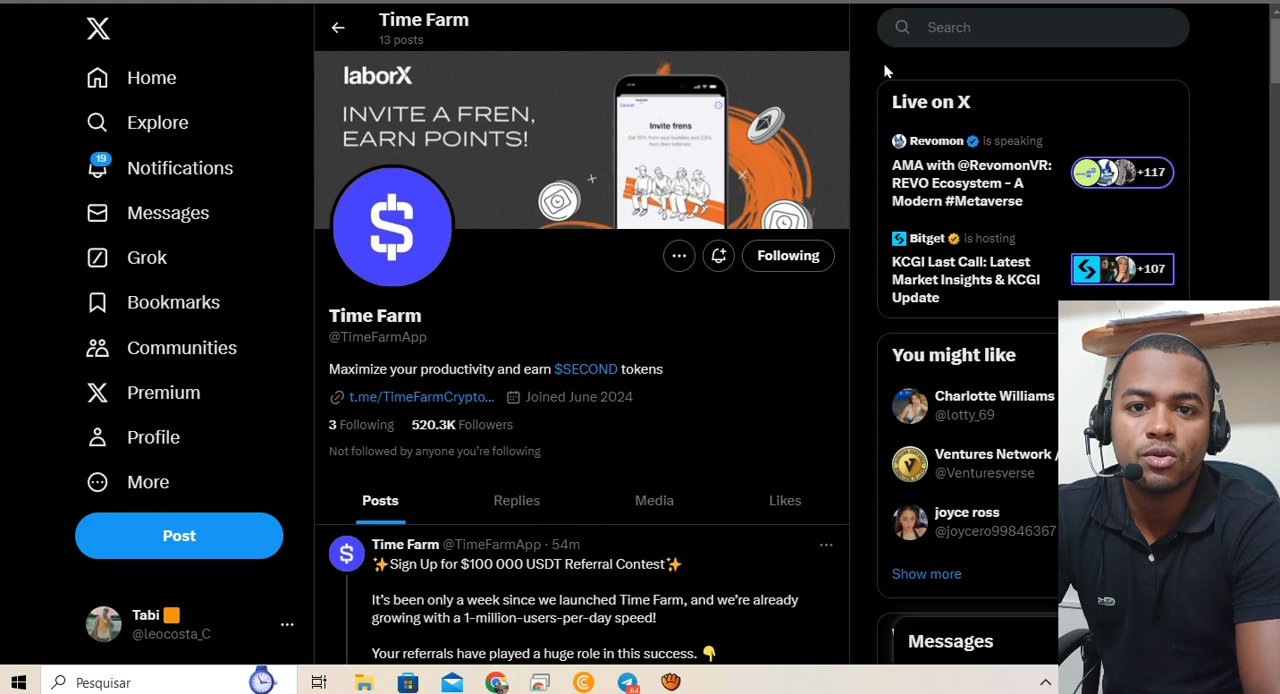 Home
Explore
19
Notifications
Messages
Grok
Bookmarks
Communities
Premium
Profile
More
Post
Tabi
@leocosta_C
Time Farm
13 posts
laborX
INVITE A FREN,
EARN POINTS!
Invite frens
Following
Time Farm
@TimeFarmApp
Maximize your productivity and earn $SECOND tokens
t.me/TimeFarmCrypto... Joined June 2024
3 Following 520.3K Followers
Not followed by anyone you're following
Posts Replies Media Likes
Time Farm @TimeFarmApp · 54m
✨Sign Up for $100 000 USDT Referral Contest✨
It's been only a week since we launched Time Farm, and we're already
growing with a 1-million-users-per-day speed!
Your referrals have played a huge role in this success. 👇
Search
Live on X
Revomon is speaking
AMA with @RevomonVR:
REVO Ecosystem - A
Modern #Metaverse
+117
Bitget is hosting
KCGI Last Call: Latest
Market Insights & KCGI
Update
+107
You might like
Charlotte Williams
@lotty_69
Ventures Network /
@Venturesverse
joyce ross
@joycero99846367
Show more
Messages
Pesquisar
64